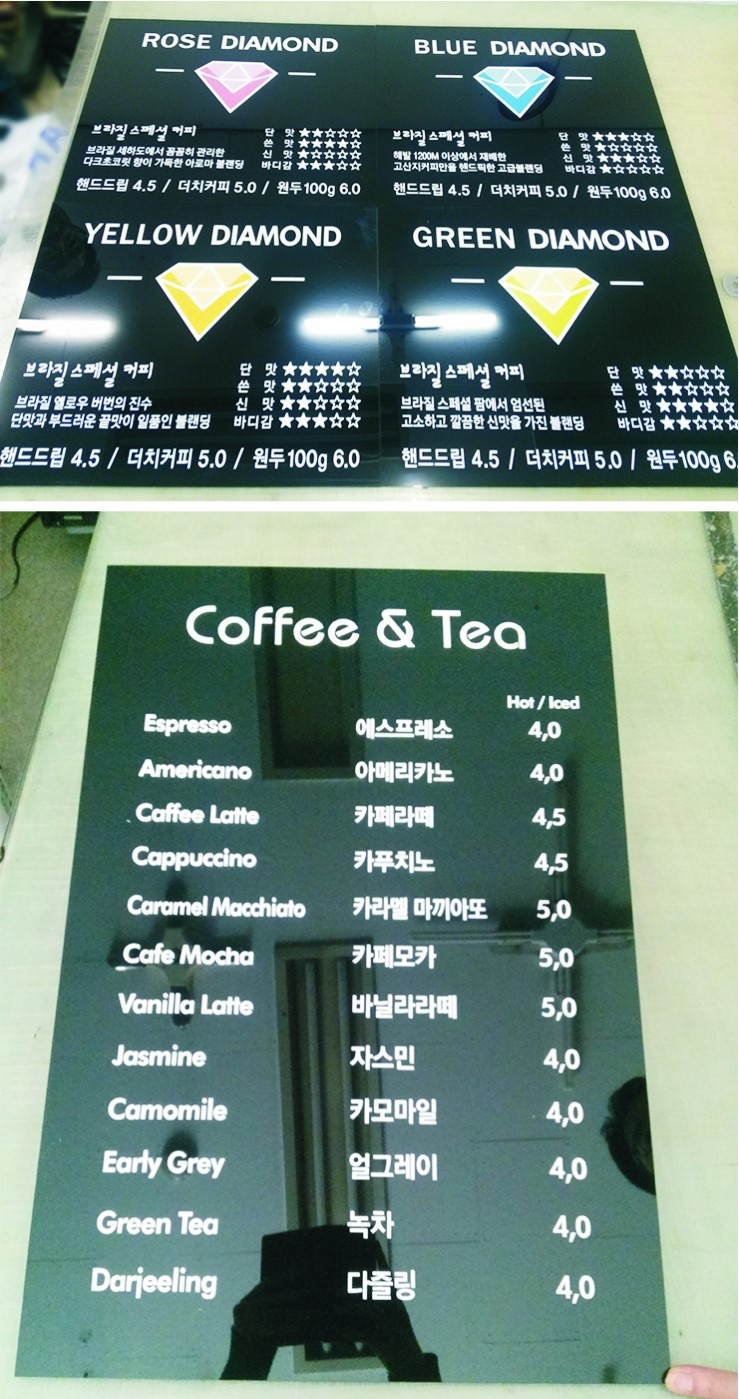 ROSE DIAMOND
브라질 스페셜 커피
브라질 세하도에서 꼼꼼히 관리한
다크초코릿 향이 가득한 아로마 블랜딩
단 맛 ★★☆☆☆
쓴 맛 ★★☆☆☆
신 맛 ☆☆☆☆☆
바디감 ★★★☆☆
핸드드립 4.5 / 더치커피 5.0 / 원두100g 6.0
BLUE DIAMOND
브라질 스페셜 커피
해발 1200M 이상에서 재배한
고산지커피만을 핸드픽한 고급블랜딩
단 맛 ★★★☆☆
쓴 맛 ★☆☆☆☆
신 맛 ★★★☆☆
바디감 ★☆☆☆☆
핸드드립 4.5 / 더치커피 5.0 / 원두100g 6.0
YELLOW DIAMOND
브라질 스페셜 커피
브라질 옐로우 버번의 진수
단맛과 부드러운 끝맛이 일품인 블랜딩
단 맛 ★★★★☆
쓴 맛 ★★☆☆☆
신 맛 ★★☆☆☆
바디감 ★★☆☆☆
핸드드립 4.5 / 더치커피 5.0 / 원두100g 6.0
GREEN DIAMOND
브라질 스페셜 커피
브라질 스페셜 팜에서 엄선된
고소하고 깔끔한 신맛을 가진 블랜딩
단 맛 ★★☆☆☆
쓴 맛 ★★☆☆☆
신 맛 ★★★★☆
바디감 ★★☆☆☆
핸드드립 4.5 / 더치커피 5.0 / 원두100g 6.
Coffee & Tea
Hot / Iced
Espresso 에스프레소 4,0
Americano 아메리카노 4,0
Caffee Latte 카페라떼 4,5
Cappuccino 카푸치노 4,5
Caramel Macchiato 카라멜 마끼아또 5,0
Cafe Mocha 카페모카 5,0
Vanilla Latte 바닐라라떼 5,0
Jasmine 자스민 4,0
Camomile 카모마일 4,0
Early Grey 얼그레이 4,0
Green Tea 녹차 4,0
Darjeeling 다즐링 4,0